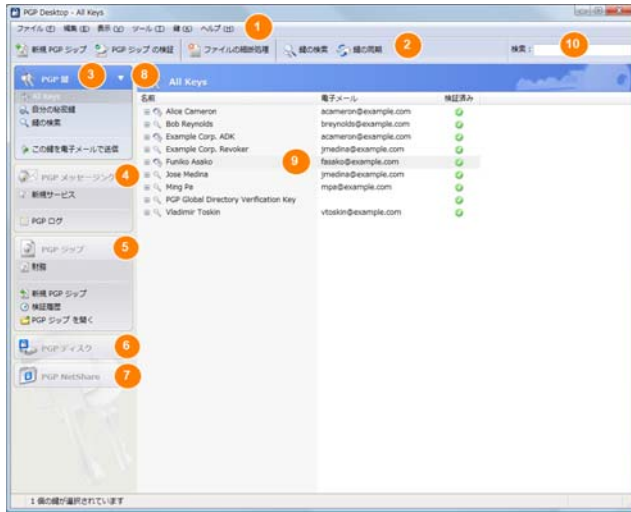 PGP Desktop - All Keys
ファイル (F) 編集 (E) 表示 (V) ツール (T) 鍵 (K) ヘルプ (H) 1
新規 PGP ジップ PGP ジップ の検証 ファイルの細断処理 鍵の検索 鍵の同期 2 検索 : 10
PGP 鍵 3 8 All Keys
All Keys
自分の秘密鍵
鍵の検索
この鍵を電子メールで送信
PGP メッセージング 4
新規サービス
PGP ログ
PGP ジップ 5
財務
新規 PGP ジップ
検証履歴
PGP ジップ を開く
PGP ディスク 6
PGP NetShare 7
名前 電子メール 検証済み
Alice Cameron acameron@example.com
Bob Reynolds breynolds@example.com
Example Corp. ADK acameron@example.com
Example Corp. Revoker jmedina@example.com
Fumiko Asako 9 fasako@example.com
Jose Medina jmedina@example.com
Ming Pa mpa@example.com
PGP Global Directory Verification Key
Vladimir Toskin vtoskin@example.com
1 個の鍵が選択されています